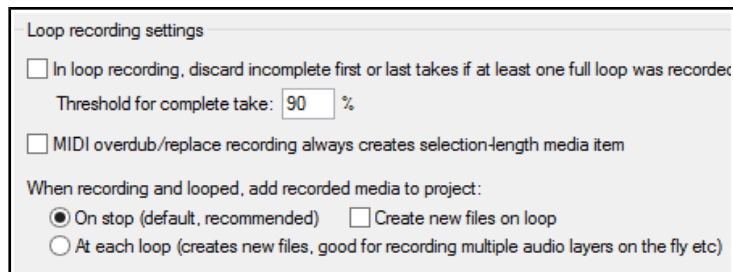 Loop recording settings
In loop recording, discard incomplete first or last takes if at least one full loop was recorded
Threshold for complete take: 90 %
MIDI overdub/replace recording always creates selection-length media item
When recording and looped, add recorded media to project:
On stop (default, recommended) Create new files on loop
At each loop (creates new files, good for recording multiple audio layers on the fly etc)